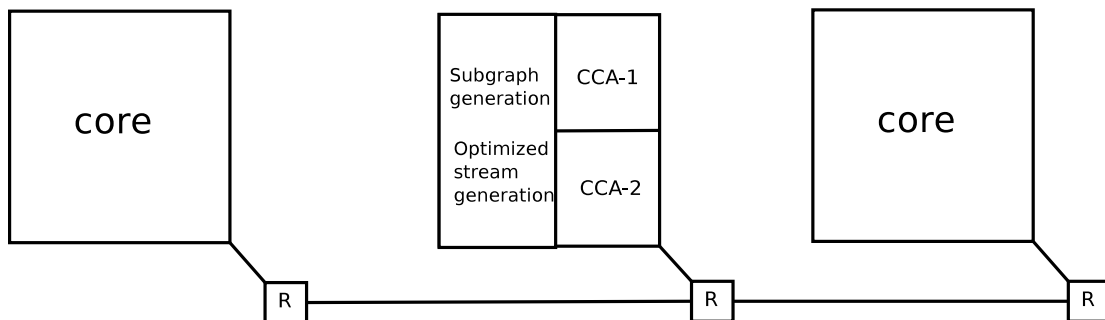 core
Subgraph
generation
Optimized
stream
generation
CCA-1
CCA-2
core
R
R
R